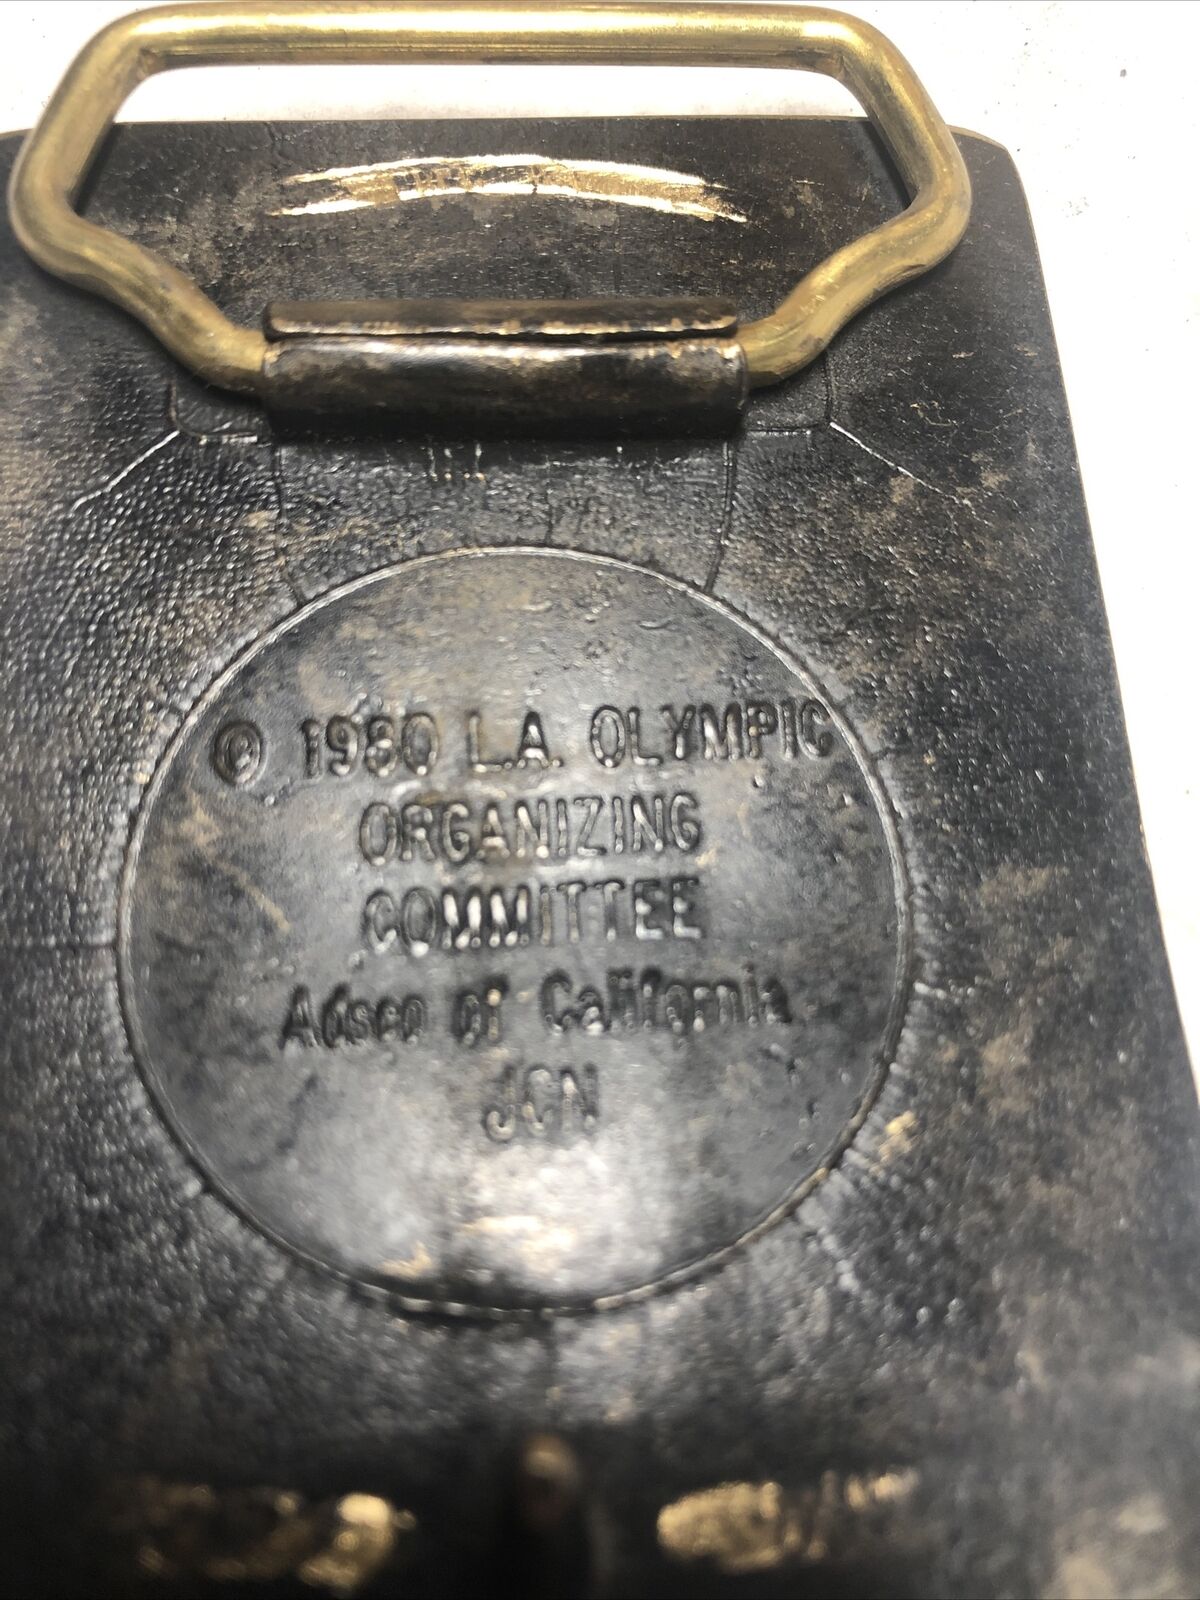 © 1980 L.A. OLYMPIC
ORGANIZING
COMMITTEE
Adsco of California
JCN